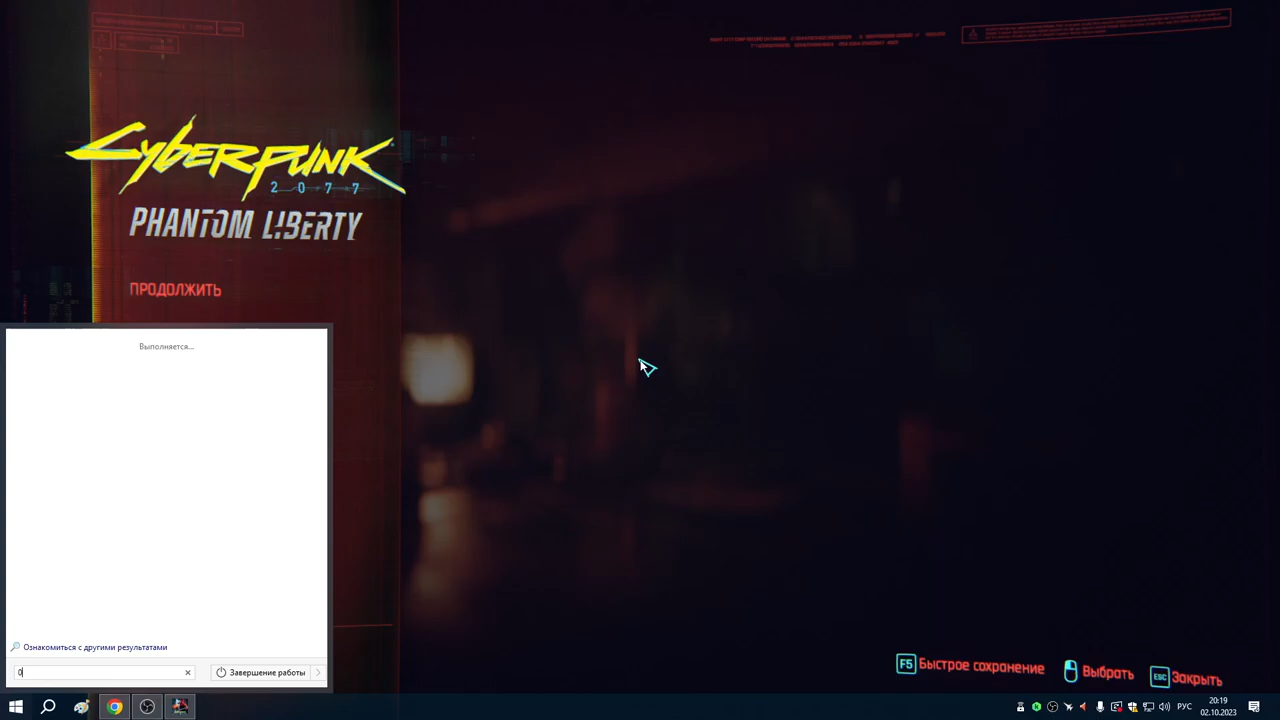 CYBERPUNK
2077
PHANTOM LIBERTY
ПРОДОЛЖИТЬ
Выполняется...
Ознакомиться с другими результатами
0
Завершение работы
F5 Быстрое сохранение
Выбрать
ESC Закрыть
РУС
20:19
02.10.2023